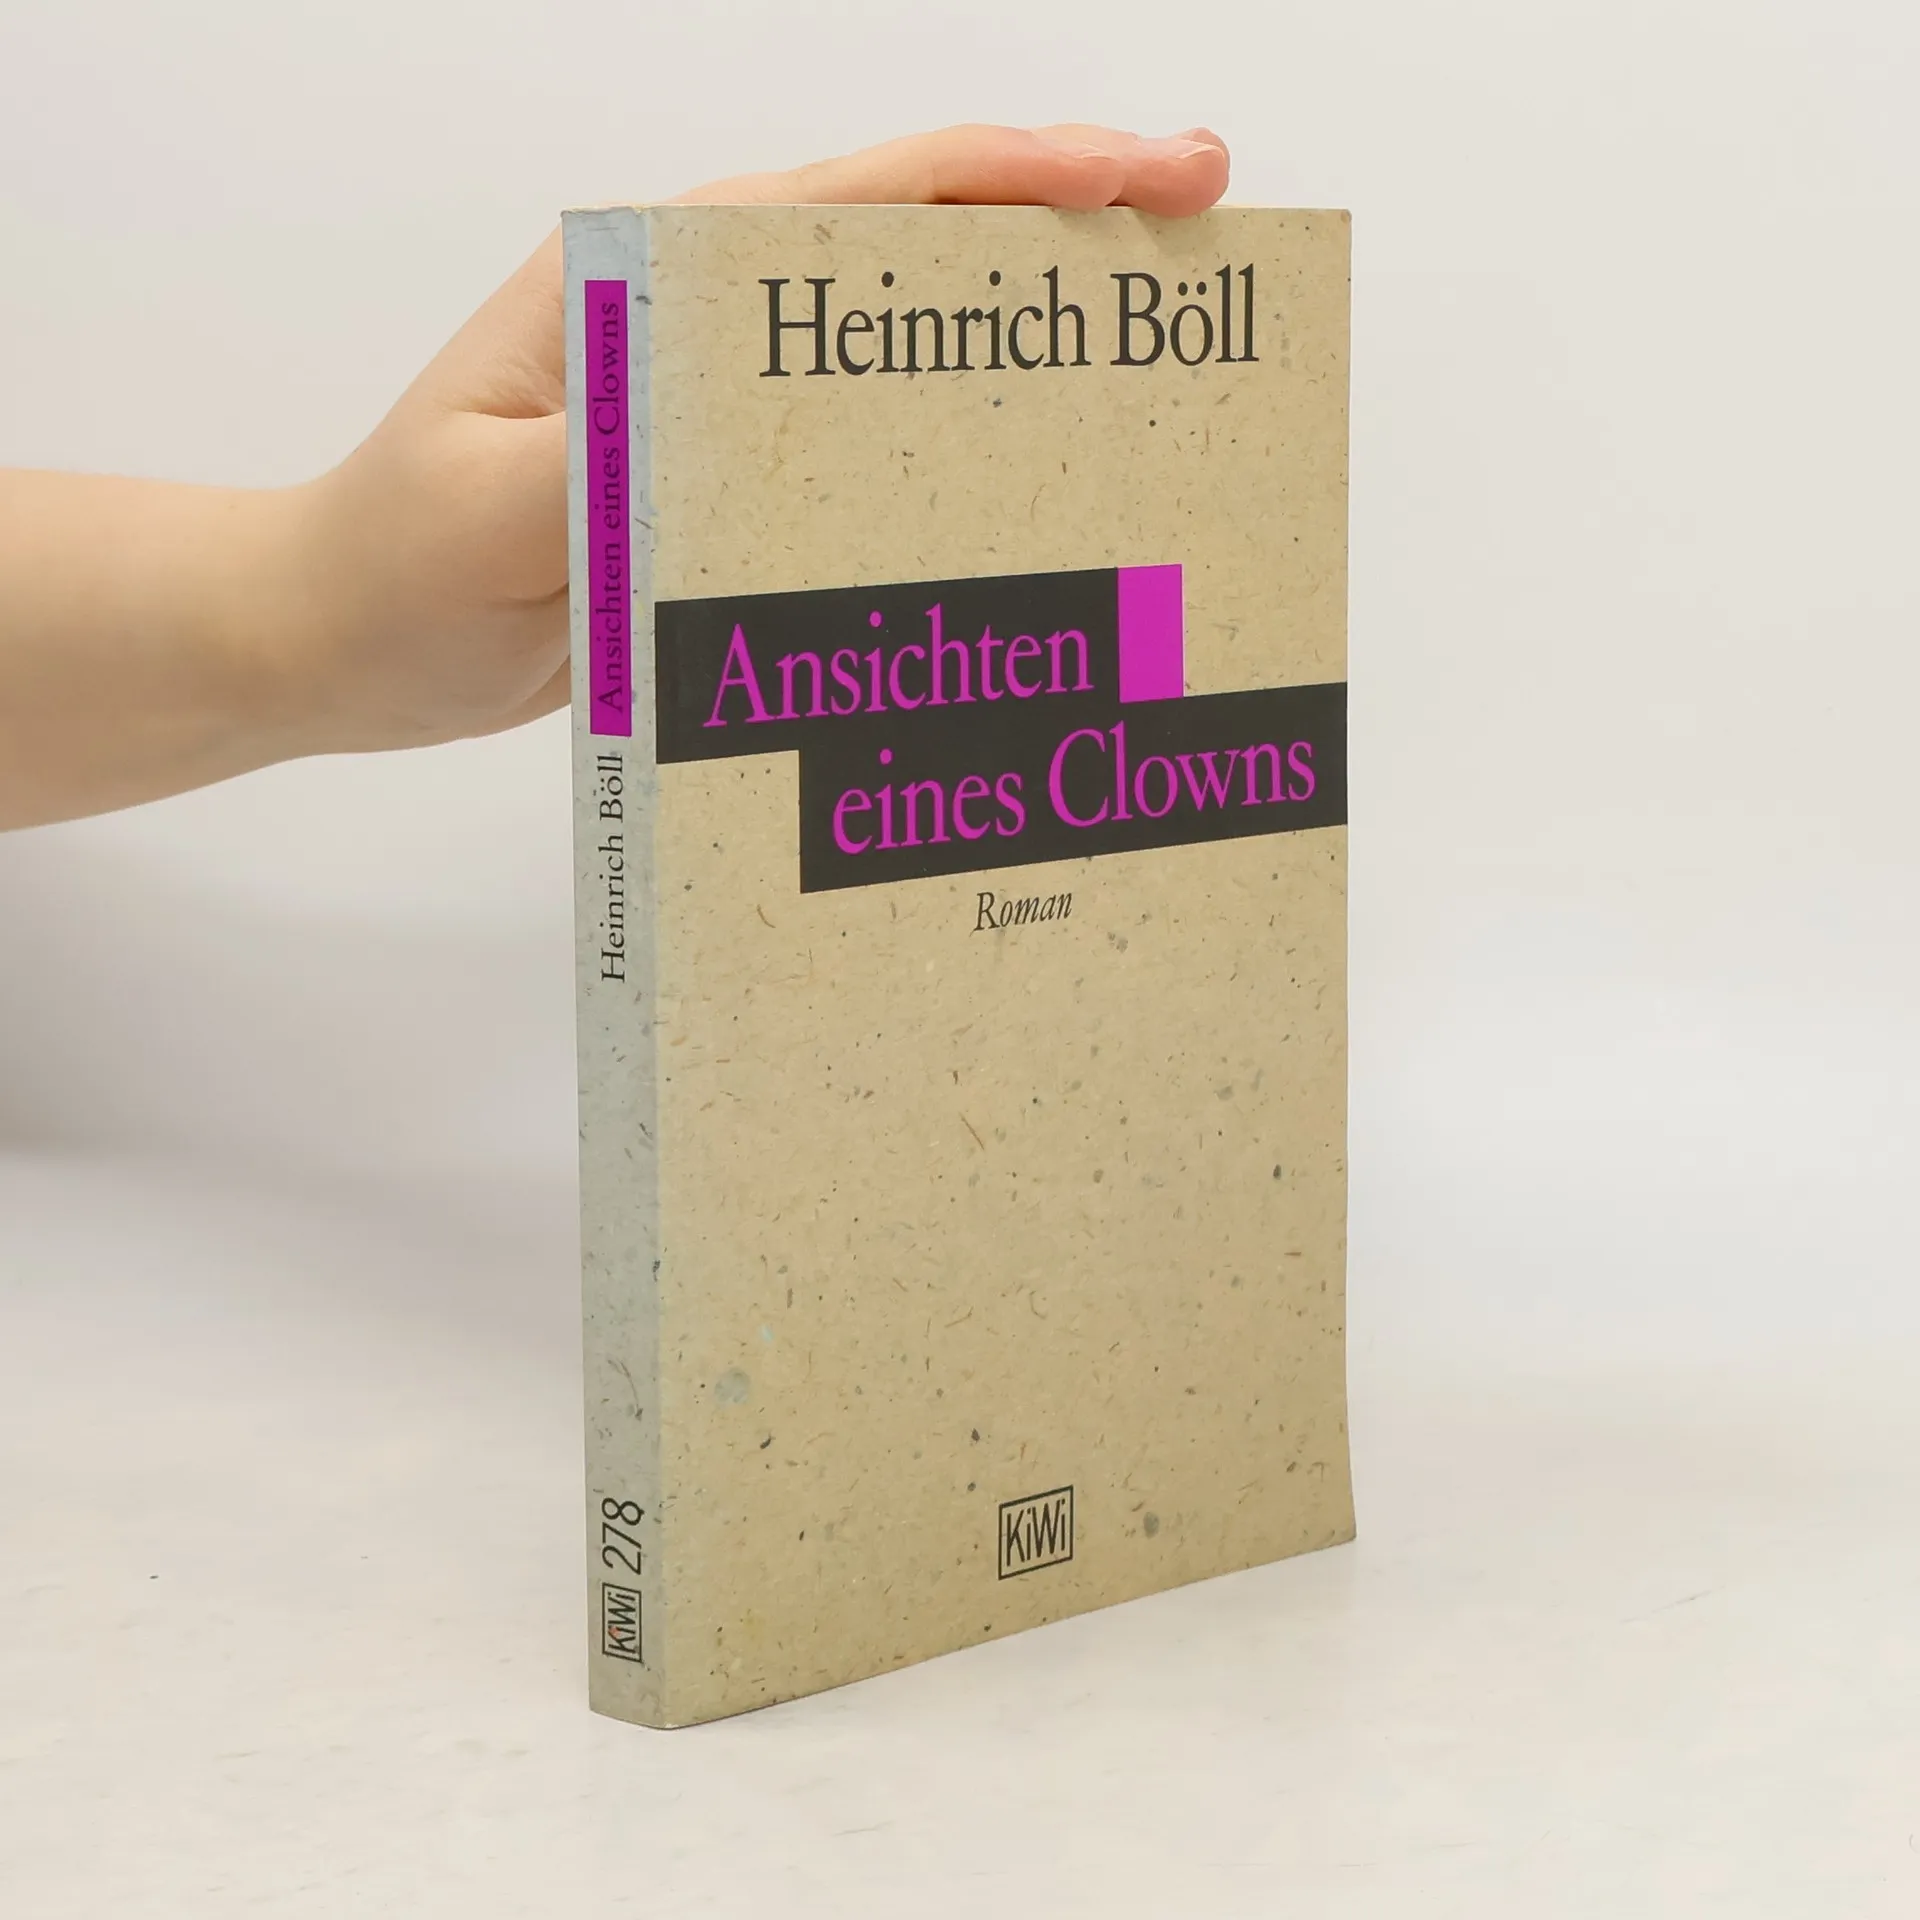 Heinrich Böll
Ansichten
eines Clowns
Roman
KiWi
Ansichten eines Clowns
Heinrich Böll
KiWi 278